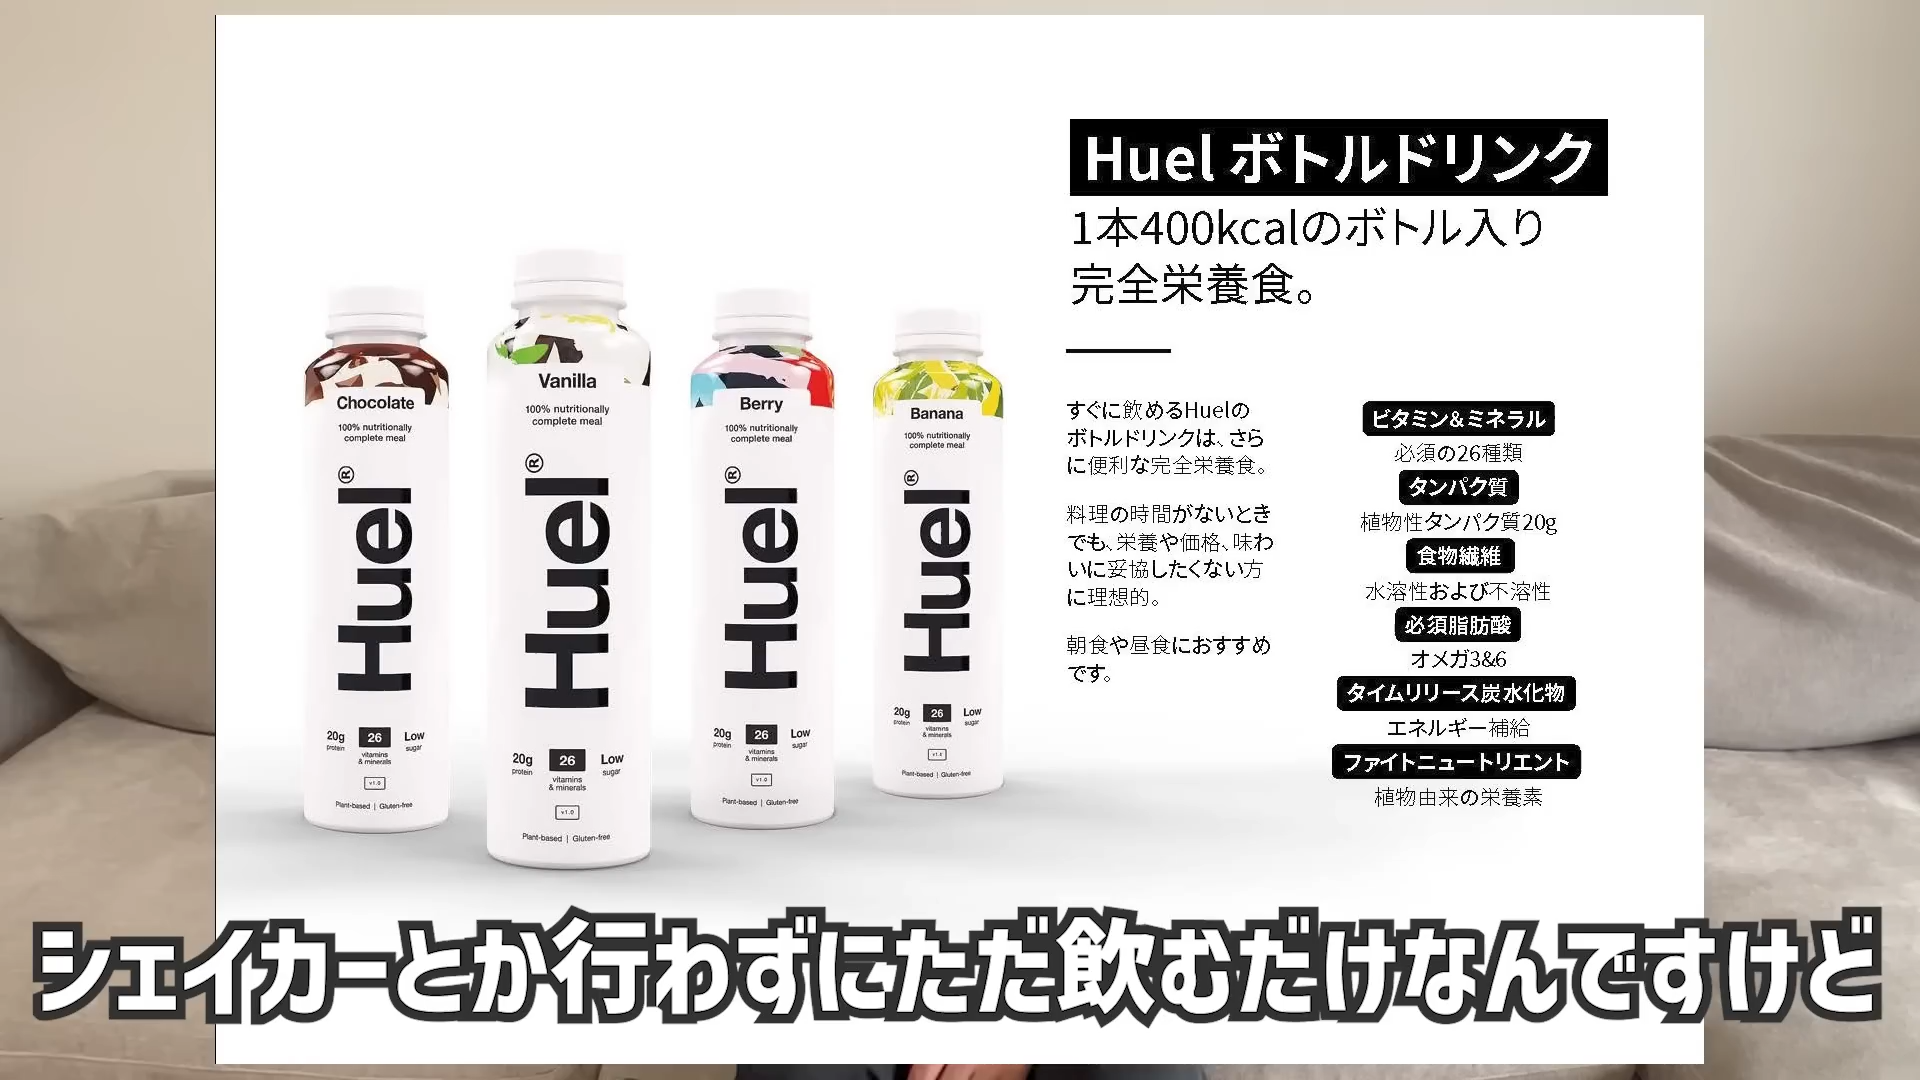 Huel ボトルドリンク
1本400kcalのボトル入り
完全栄養食。
すぐに飲めるHuelの
ボトルドリンクは、さら
に便利な完全栄養食。
料理の時間がないとき
でも、栄養や価格、味わ
いに妥協したくない方
に理想的。
朝食や昼食におすすめ
です。
ビタミン&ミネラル
必須の26種類
タンパク質
植物性タンパク質20g
食物繊維
水溶性および不溶性
必須脂肪酸
オメガ3&6
タイムリリース炭水化物
エネルギー補給
ファイトニュートリエント
植物由来の栄養素
Chocolate
100% nutritionally
complete meal
Huel®
20g
protein
26
vitamins
& minerals
Low
sugar
v1.0
Plant-based | Gluten-free
Vanilla
100% nutritionally
complete meal
Huel®
20g
protein
26
vitamins
& minerals
Low
sugar
v1.0
Plant-based | Gluten-free
Berry
100% nutritionally
complete meal
Huel®
20g
protein
26
vitamins
& minerals
Low
sugar
v1.0
Plant-based | Gluten-free
Banana
100% nutritionally
complete meal
Huel®
20g
protein
26
vitamins
& minerals
Low
sugar
Plant-based | Gluten-free
シェイカーとか行わずにただ飲むだけなんですけど